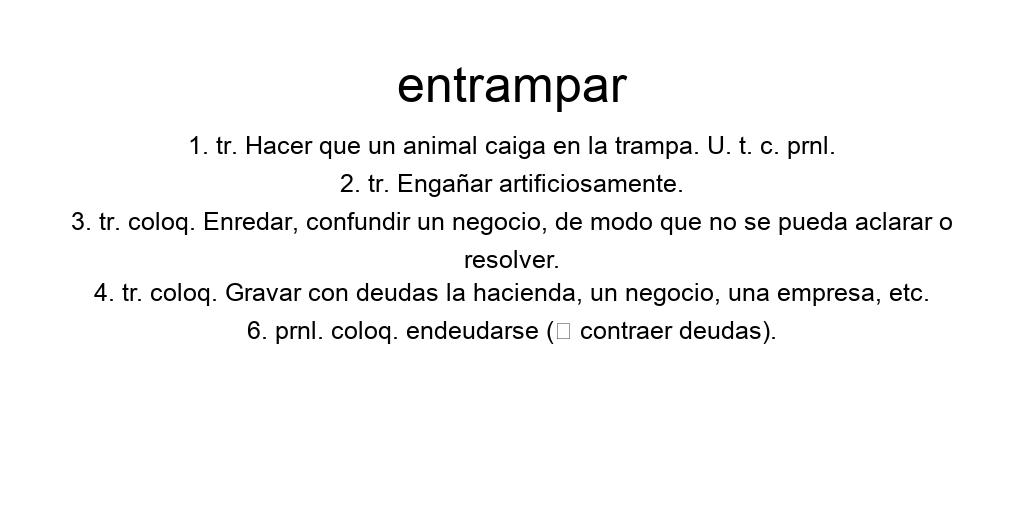 entrampar
1. tr. Hacer que un animal caiga en la trampa. U. t. c. prnl.
2. tr. Engañar artificiosamente.
3. tr. coloq. Enredar, confundir un negocio, de modo que no se pueda aclarar o
resolver.
4. tr. coloq. Gravar con deudas la hacienda, un negocio, una empresa, etc.
6. prnl. coloq. endeudarse (▯ contraer deudas).